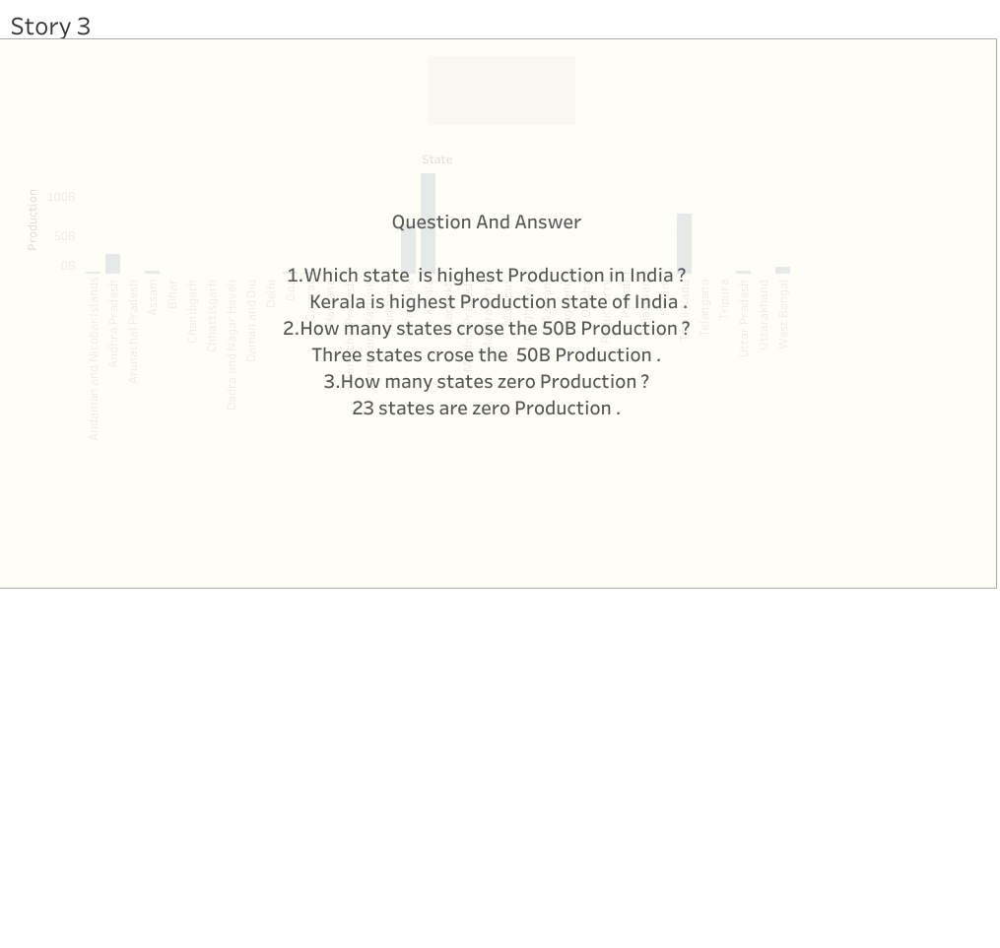 Story 3
State
Production
100B
50B
0B
Question And Answer
1.Which state  is highest Production in India ?
Kerala is highest Production state of India .
2.How many states crose the 50B Production ?
Three states crose the  50B Production .
3.How many states zero Production ?
23 states are zero Production .
Andaman and Nicobar Islands
Andhra Pradesh
Arunachal Pradesh
Assam
Bihar
Chandigarh
Chhattisgarh
Dadra and Nagar Haveli
Daman and Diu
Delhi
Telangana
Tripura
Uttar Pradesh
Uttarakhand
West Bengal